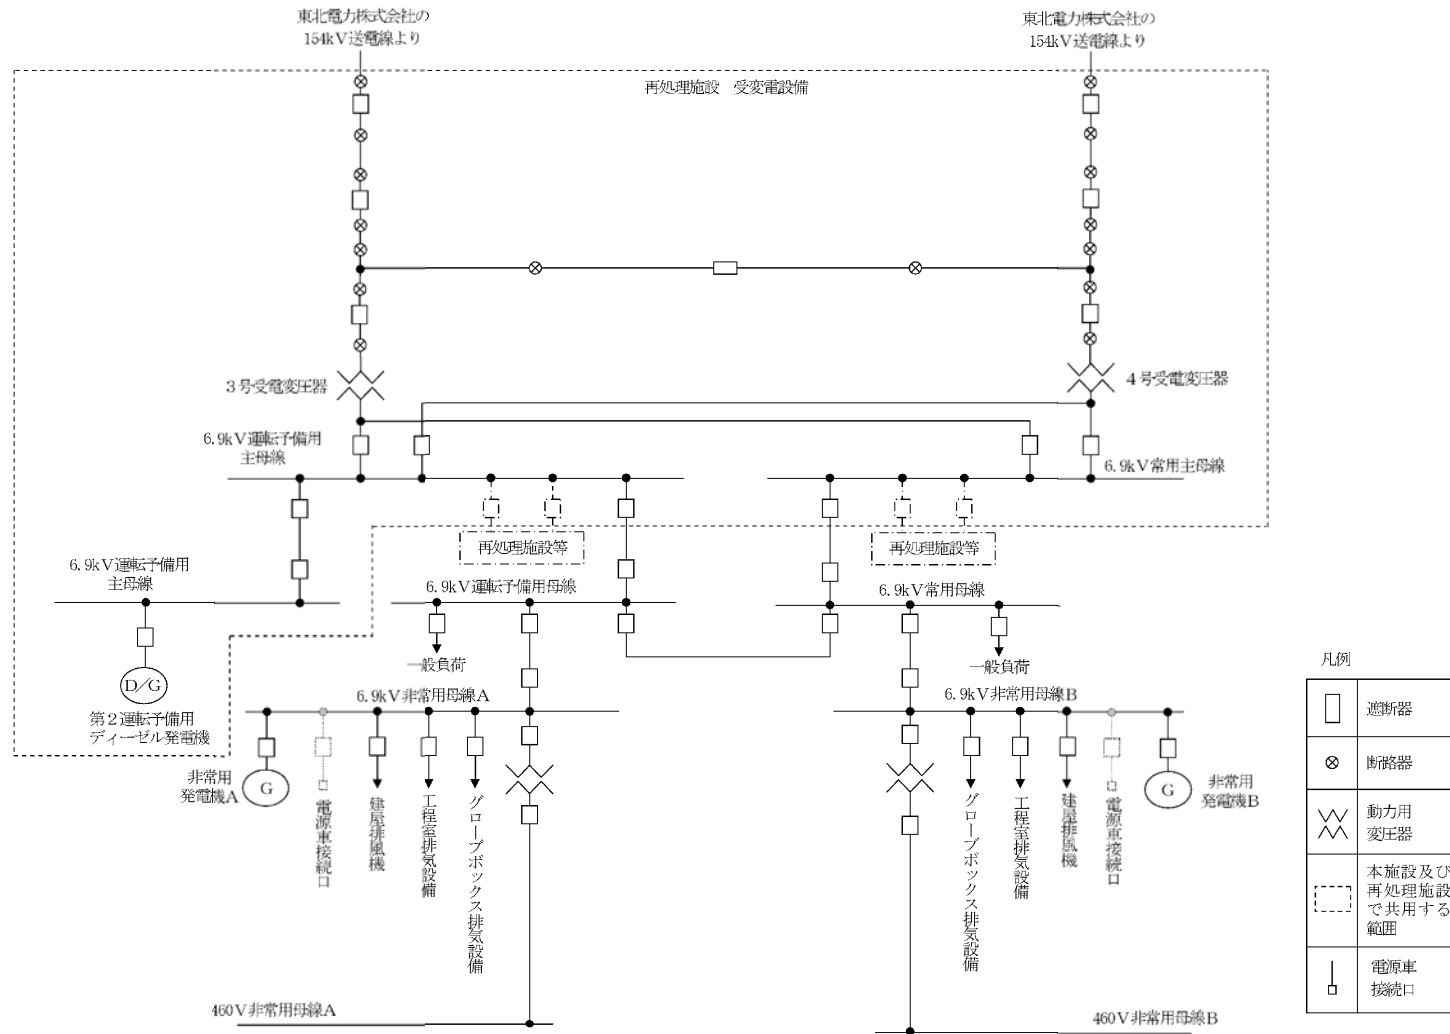 東北電力株式会社の
154kV送電線より
東北電力株式会社の
154kV送電線より
再処理施設　受変電設備
3号受電変圧器
4号受電変圧器
6.9kV運転予備用
主母線
6.9kV常用主母線
再処理施設等
再処理施設等
6.9kV運転予備用
主母線
6.9kV運転予備用母線
6.9kV常用母線
一般負荷
一般負荷
D/G
第2運転予備用
ディーゼル発電機
6.9kV非常用母線A
6.9kV非常用母線B
非常用
発電機A
G
電源車接続口
建屋排風機
工程室排気設備
グローブボックス排気設備
グローブボックス排気設備
工程室排気設備
建屋排風機
電源車接続口
G
非常用
発電機B
460V非常用母線A
460V非常用母線B
凡例
遮断器
断路器
動力用
変圧器
本施設及び
再処理施設
で共用する
範囲
電源車
接続口